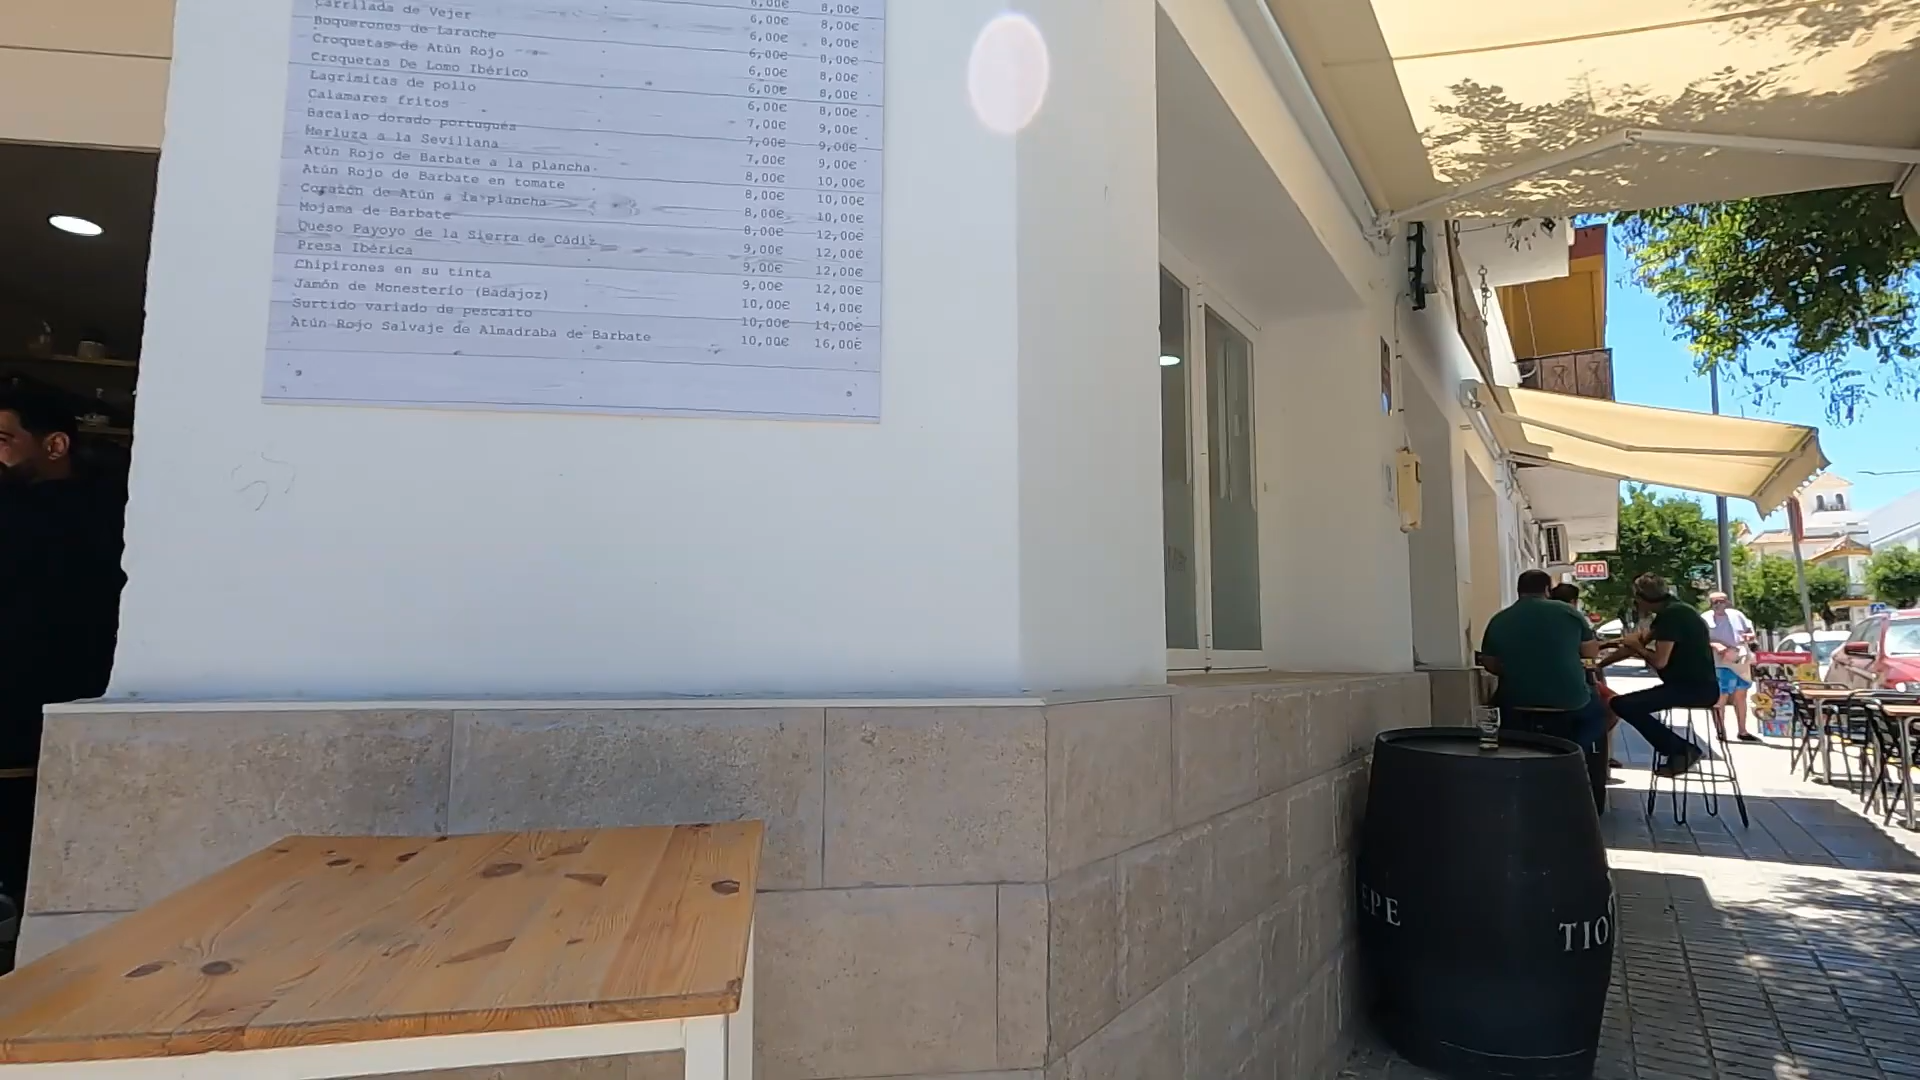 6,00€ 8,00€
6,00€ 8,00€
Carrilada de Vejer 6,00€ 8,00€
Boquerones de Larache 6,00€ 8,00€
Croquetas de Atún Rojo 6,00€ 8,00€
Croquetas De Lomo Ibérico 6,00€ 8,00€
Lagrimitas de pollo 6,00€ 8,00€
Calamares fritos 7,00€ 9,00€
Bacalao dorado portugués 7,00€ 9,00€
Merluza a la Sevillana 7,00€ 9,00€
Atún Rojo de Barbate a la plancha 8,00€ 10,00€
Atún Rojo de Barbate en tomate 8,00€ 10,00€
Corazón de Atún a la plancha 8,00€ 10,00€
Mojama de Barbate 8,00€ 12,00€
Queso Payoyo de la Sierra de Cádiz 9,00€ 12,00€
Presa Ibérica 9,00€ 12,00€
Chipirones en su tinta 9,00€ 12,00€
Jamón de Monesterio (Badajoz) 10,00€ 14,00€
Surtido variado de pescaito 10,00€ 14,00€
Atún Rojo Salvaje de Almadraba de Barbate 10,00€ 16,00€
ALFA
EPE TIO